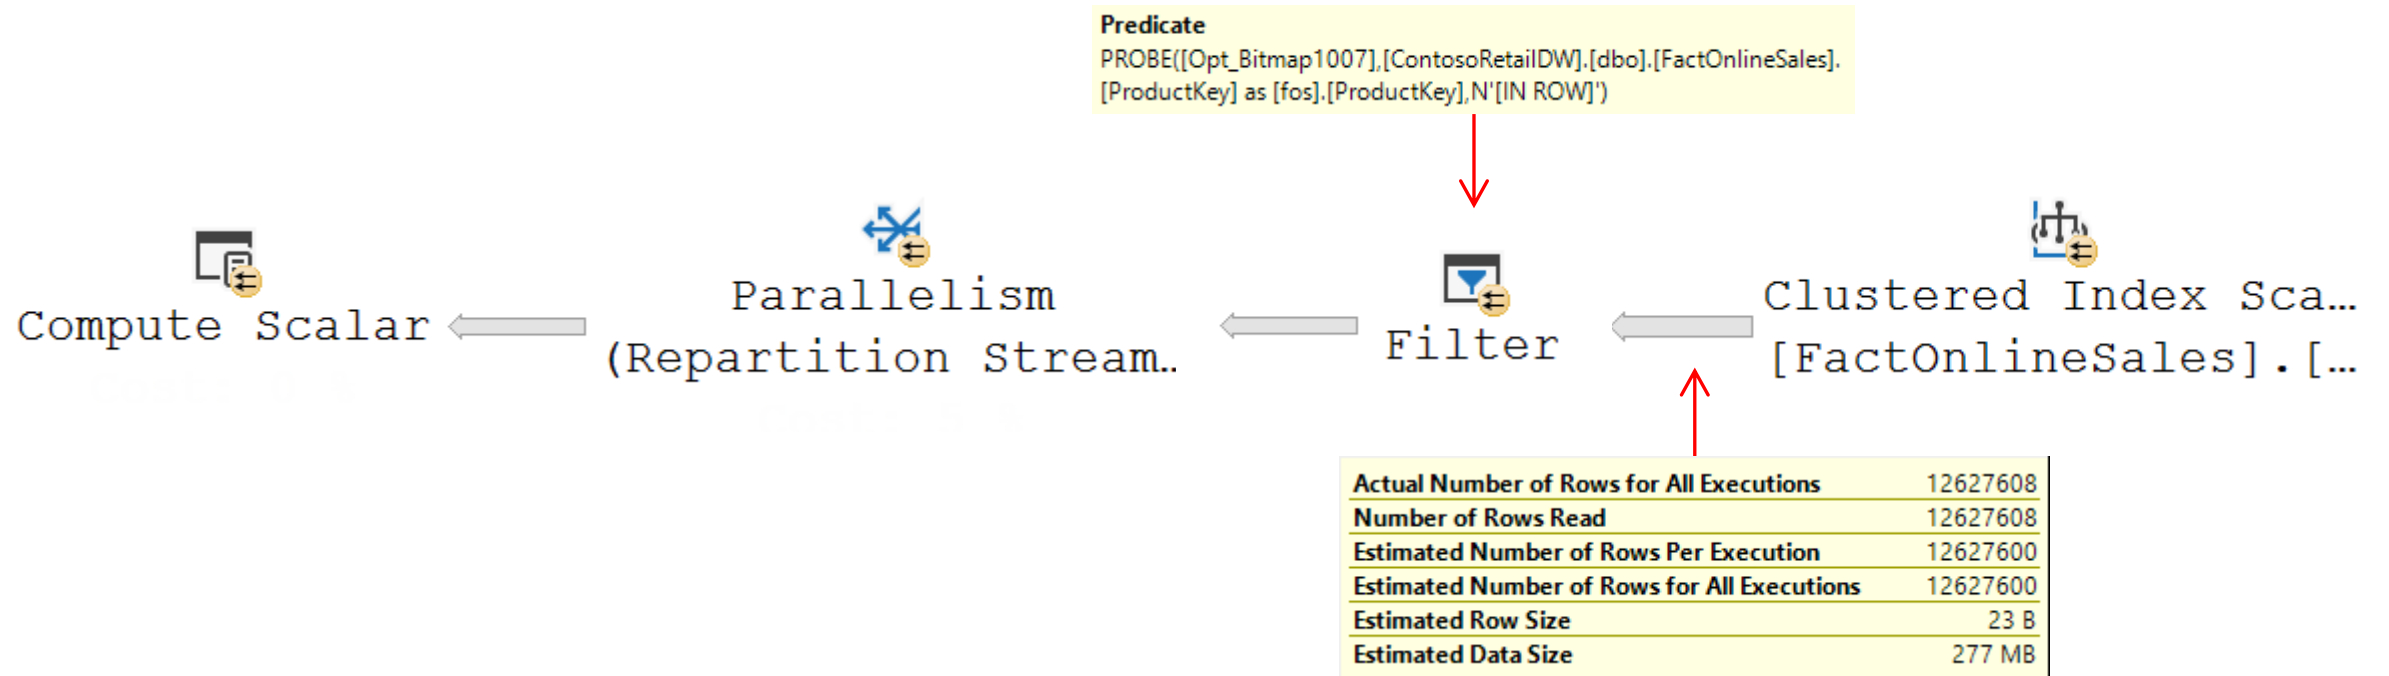 Predicate
PROBE([Opt_Bitmap1007],[ContosoRetailDW].[dbo].[FactOnlineSales].
[ProductKey] as [fos].[ProductKey],N'[IN ROW]')
Compute Scalar
Parallelism
(Repartition Stream…
Filter
Clustered Index Sca…
[FactOnlineSales].[…
Actual Number of Rows for All Executions 12627608
Number of Rows Read 12627608
Estimated Number of Rows Per Execution 12627600
Estimated Number of Rows for All Executions 12627600
Estimated Row Size 23 B
Estimated Data Size 277 MB